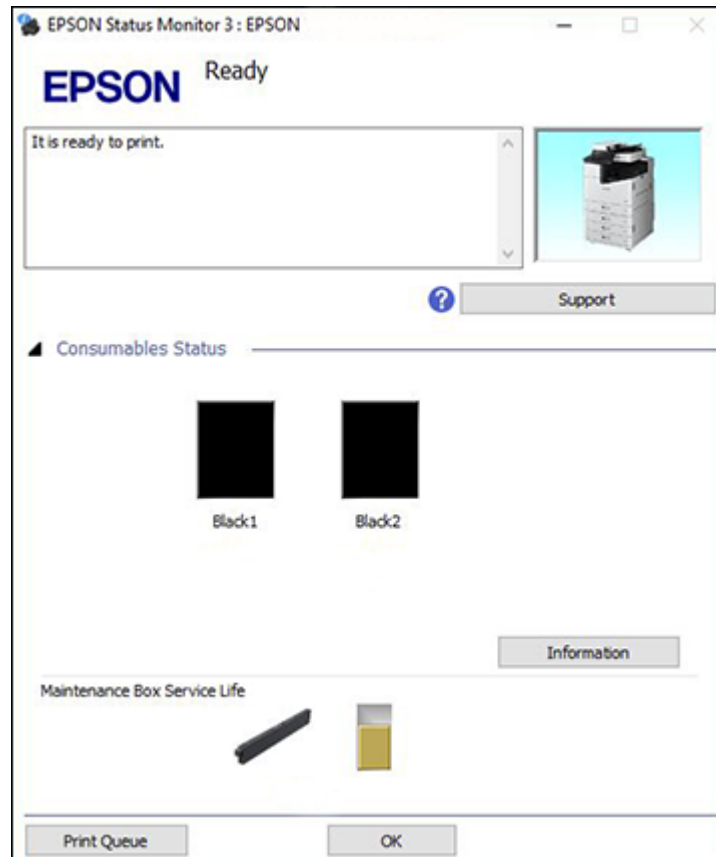 EPSON Status Monitor 3 : EPSON
EPSON
Ready
It is ready to print.
?
Support
Consumables Status
Black1
Black2
Information
Maintenance Box Service Life
Print Queue
OK